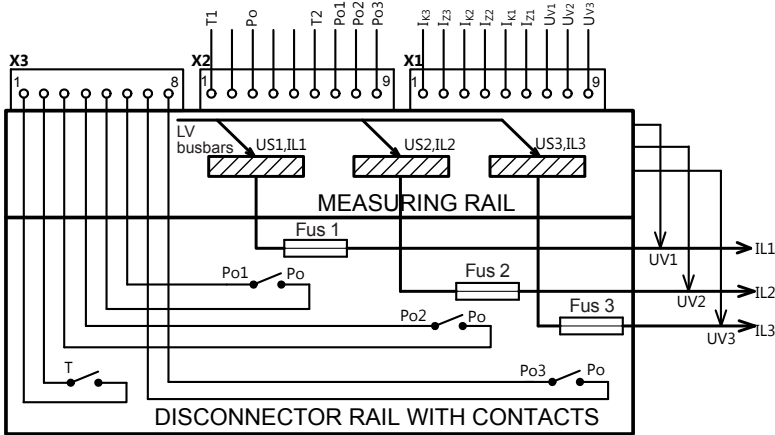 T1 Po T2 Po1 Po2 Po3
IK3 IZ3 IK2 IZ2 IK1 IZ1 UV1 UV2 UV3
X3 X2 X1
1 8 1 9 1 9
LV
busbars
US1,IL1 US2,IL2 US3,IL3
MEASURING RAIL
Fus 1
UV1 IL1
Po1 Po
Fus 2
UV2 IL2
Po2 Po
Fus 3
UV3 IL3
T
Po3 Po
DISCONNECTOR RAIL WITH CONTACTS